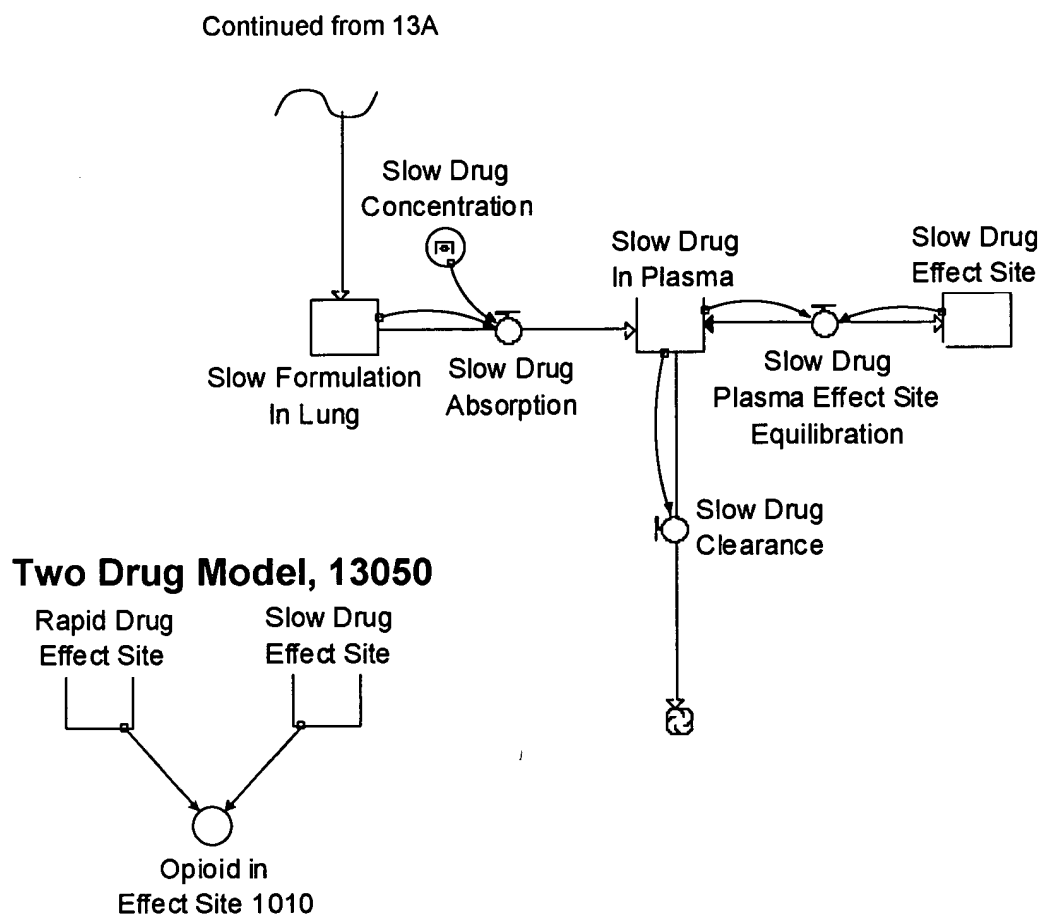 Continued from 13A
Slow Drug
Concentration
Slow Drug
In Plasma
Slow Drug
Effect Site
Slow Formulation
In Lung
Slow Drug
Absorption
Slow Drug
Plasma Effect Site
Equilibration
Slow Drug
Clearance
Two Drug Model, 13050
Rapid Drug
Effect Site
Slow Drug
Effect Site
Opioid in
Effect Site 1010